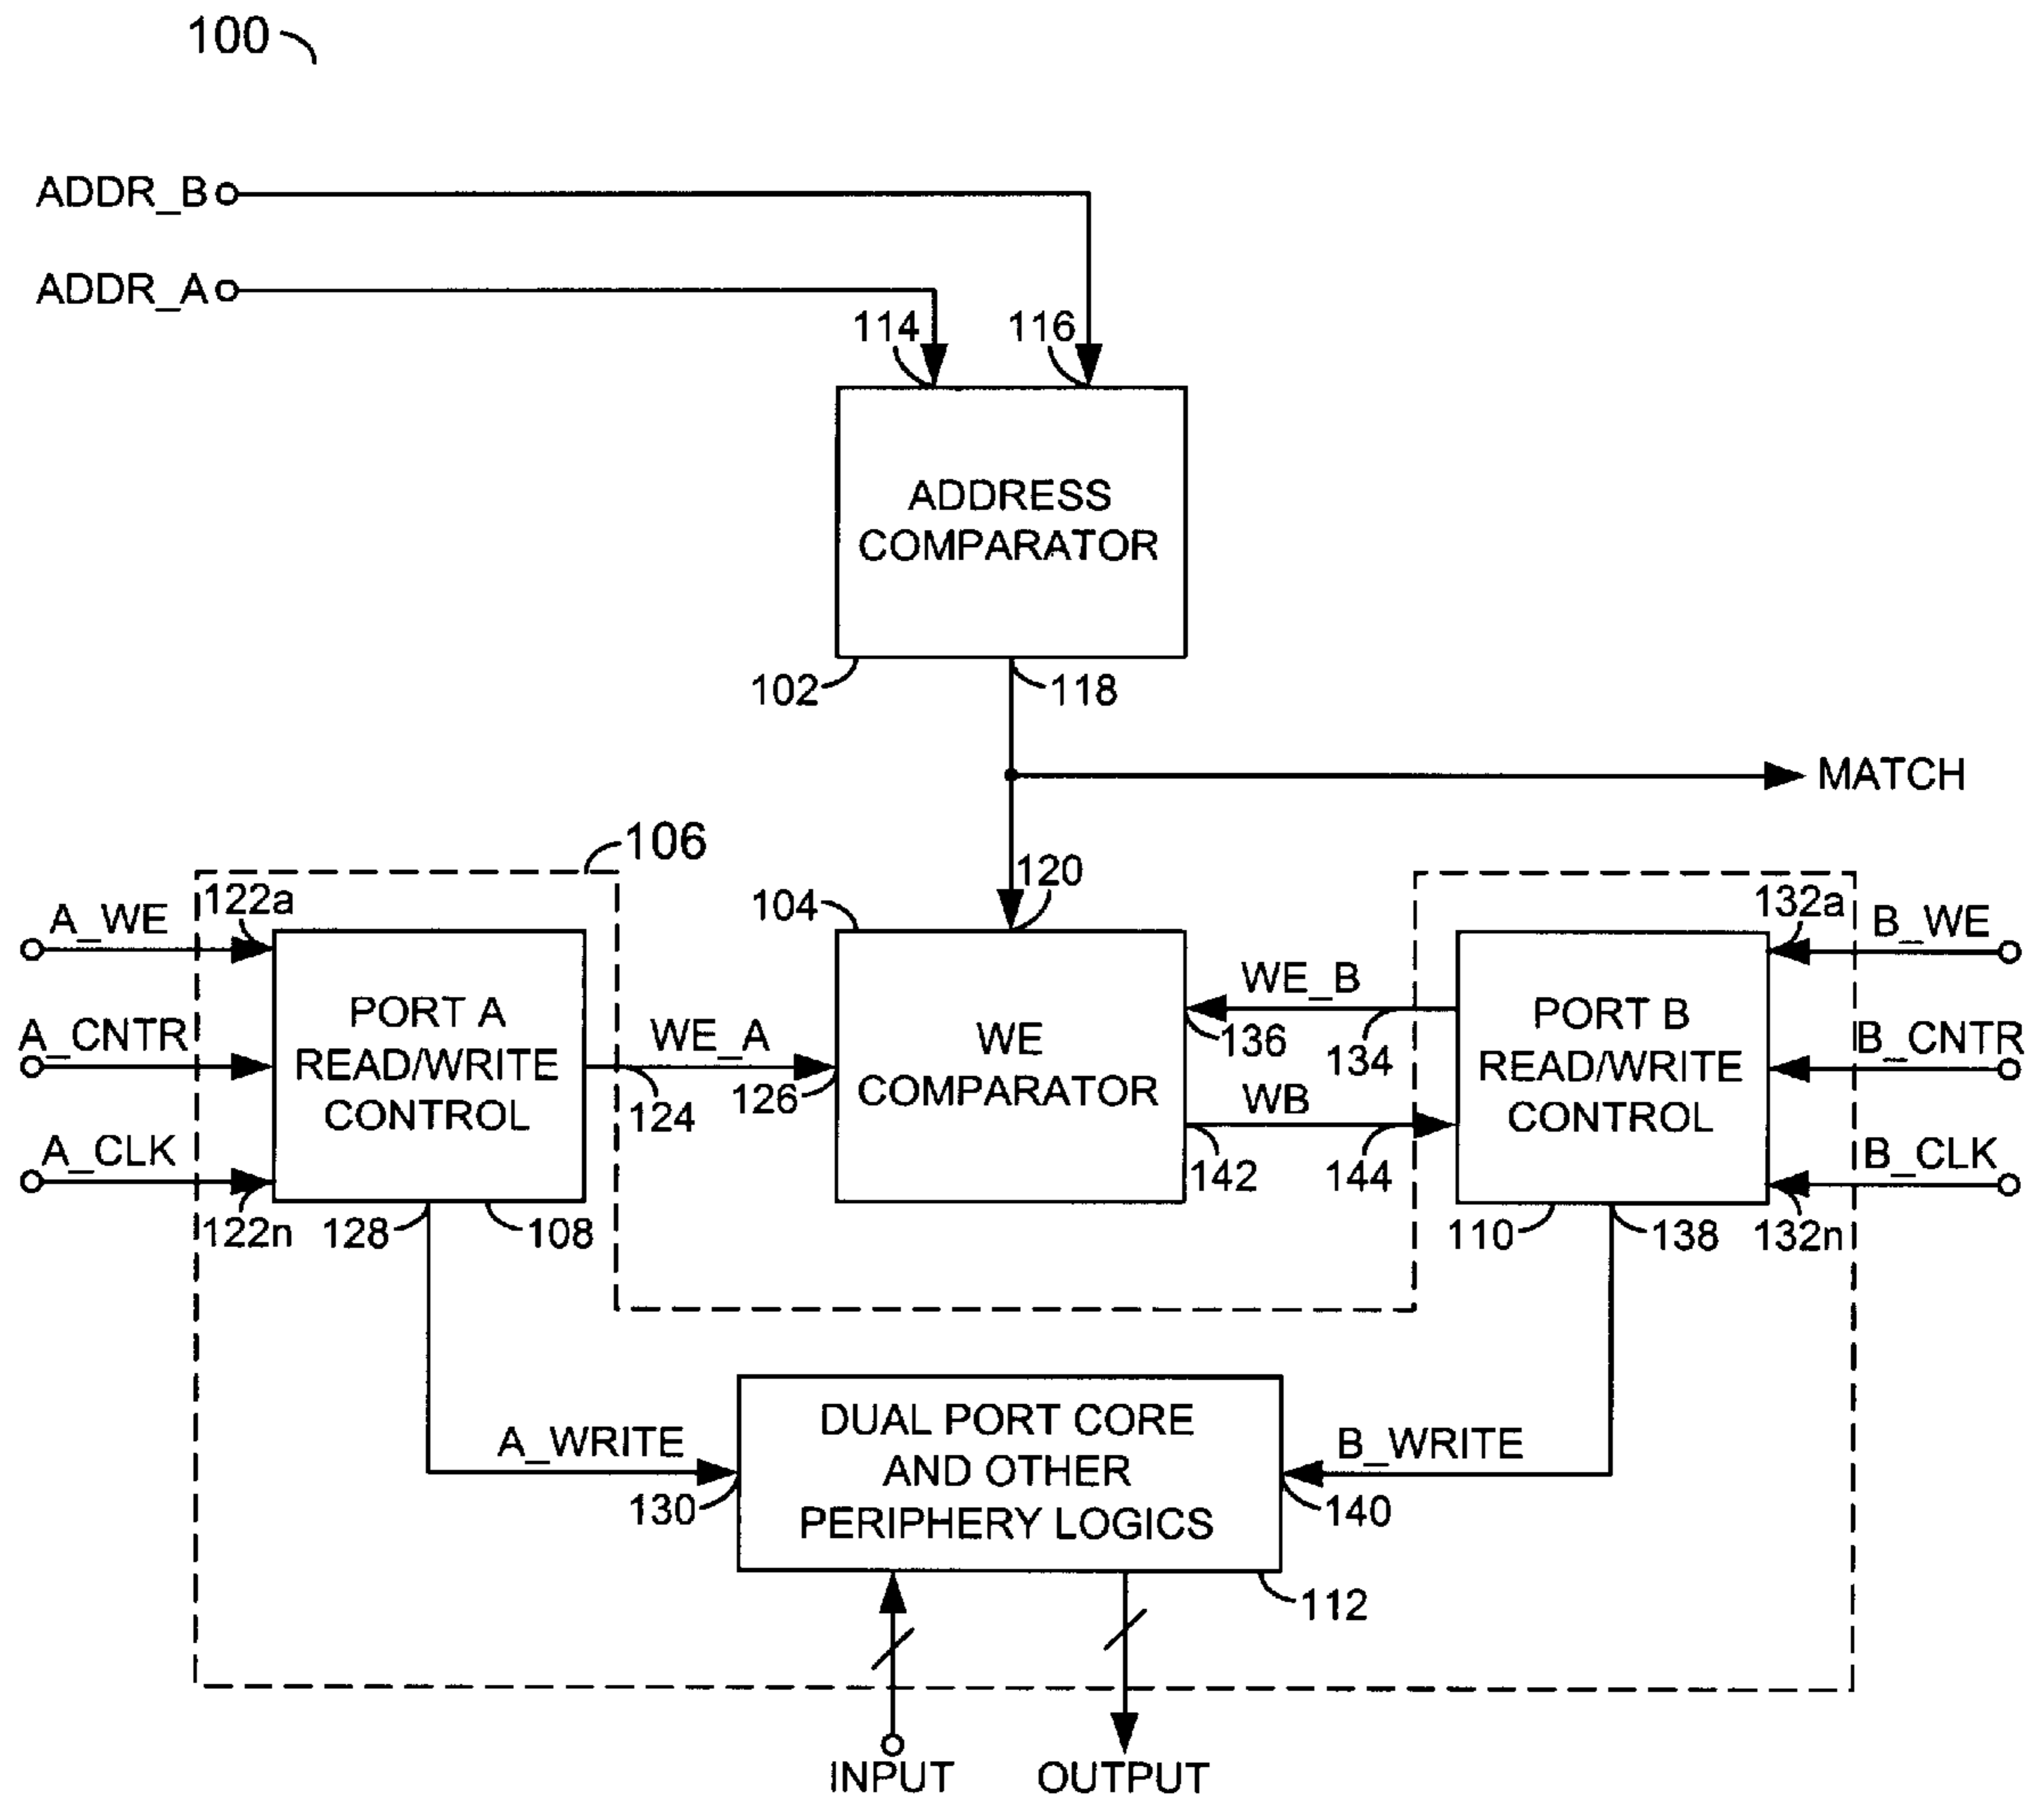 100
ADDR_B
ADDR_A
114
116
ADDRESS
COMPARATOR
102
118
MATCH
106
120
104
122a
A_WE
132a
B_WE
PORT A
READ/WRITE
CONTROL
A_CNTR
A_CLK
122n
128
108
WE_A
124
126
WE
COMPARATOR
WE_B
136
134
WB
142
144
PORT B
READ/WRITE
CONTROL
B_CNTR
B_CLK
110
138
132n
A_WRITE
130
DUAL PORT CORE
AND OTHER
PERIPHERY LOGICS
B_WRITE
140
112
INPUT
OUTPUT